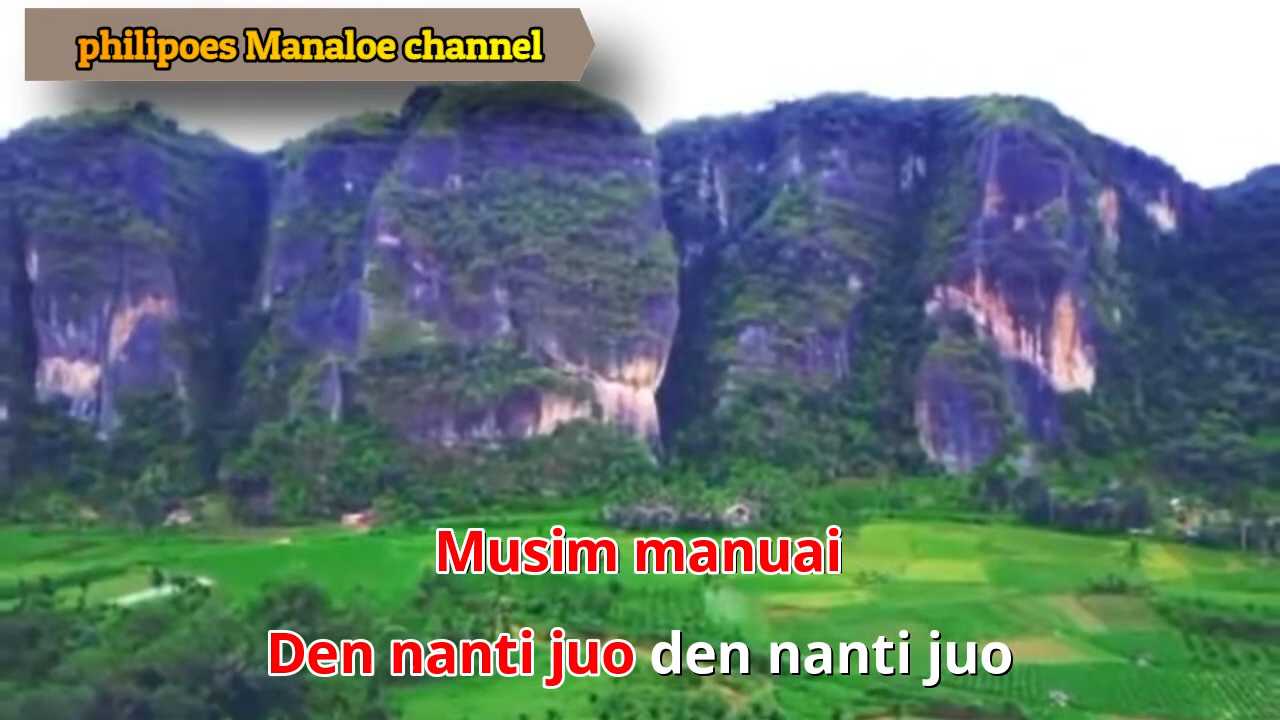 philipoes Manaloe channel
Musim manuai
Den nanti juo den nanti juo